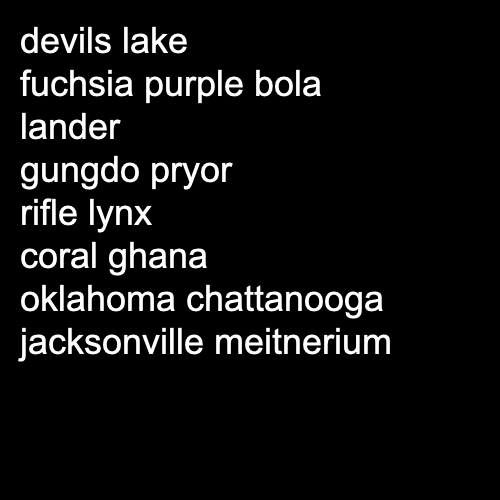 devils lake
fuchsia purple bola
lander
gungdo pryor
rifle lynx
coral ghana
oklahoma chattanooga
jacksonville meitnerium